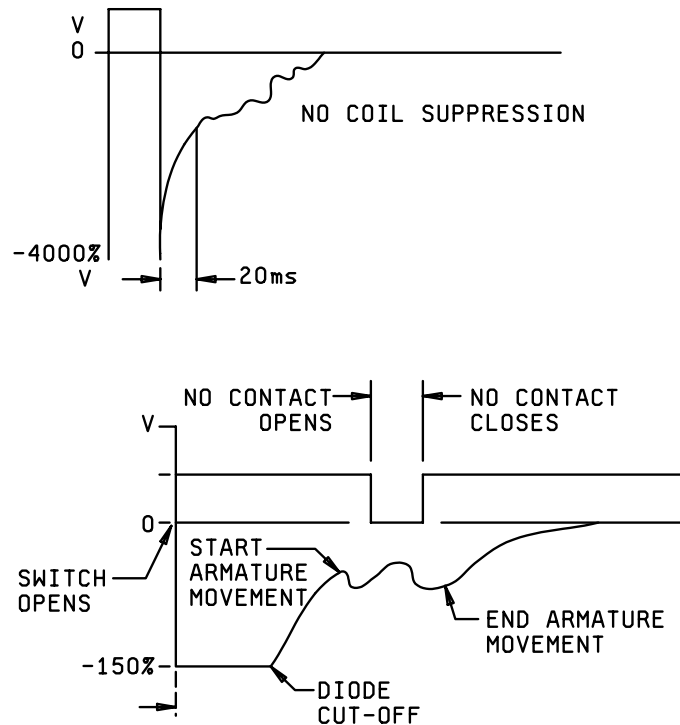 V
0
NO COIL SUPPRESSION
-4000%
V
20ms
NO CONTACT
OPENS
NO CONTACT
CLOSES
V
0
START
ARMATURE
MOVEMENT
SWITCH
OPENS
END ARMATURE
MOVEMENT
-150%
DIODE
CUT-OFF